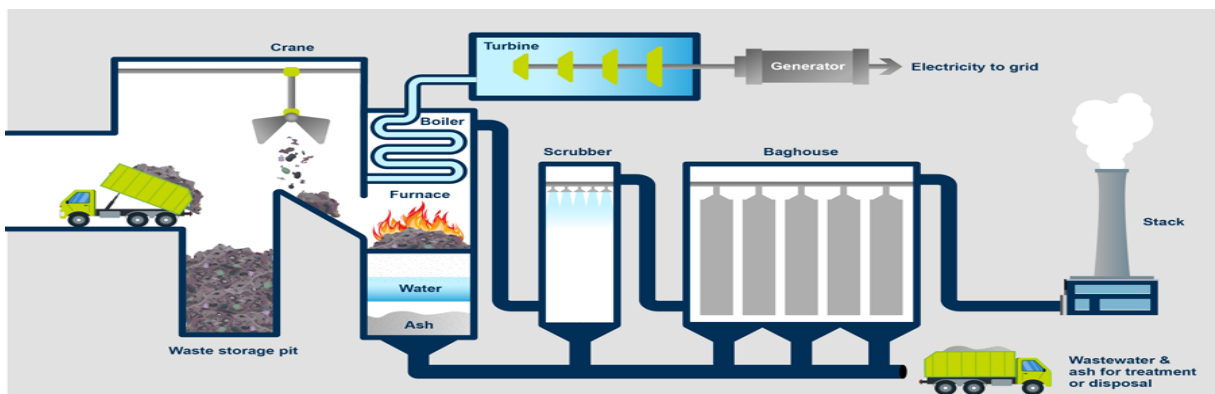 Crane
Turbine
Generator
Electricity to grid
Boiler
Scrubber
Baghouse
Furnace
Stack
Water
Ash
Waste storage pit
Wastewater &
ash for treatment
or disposal